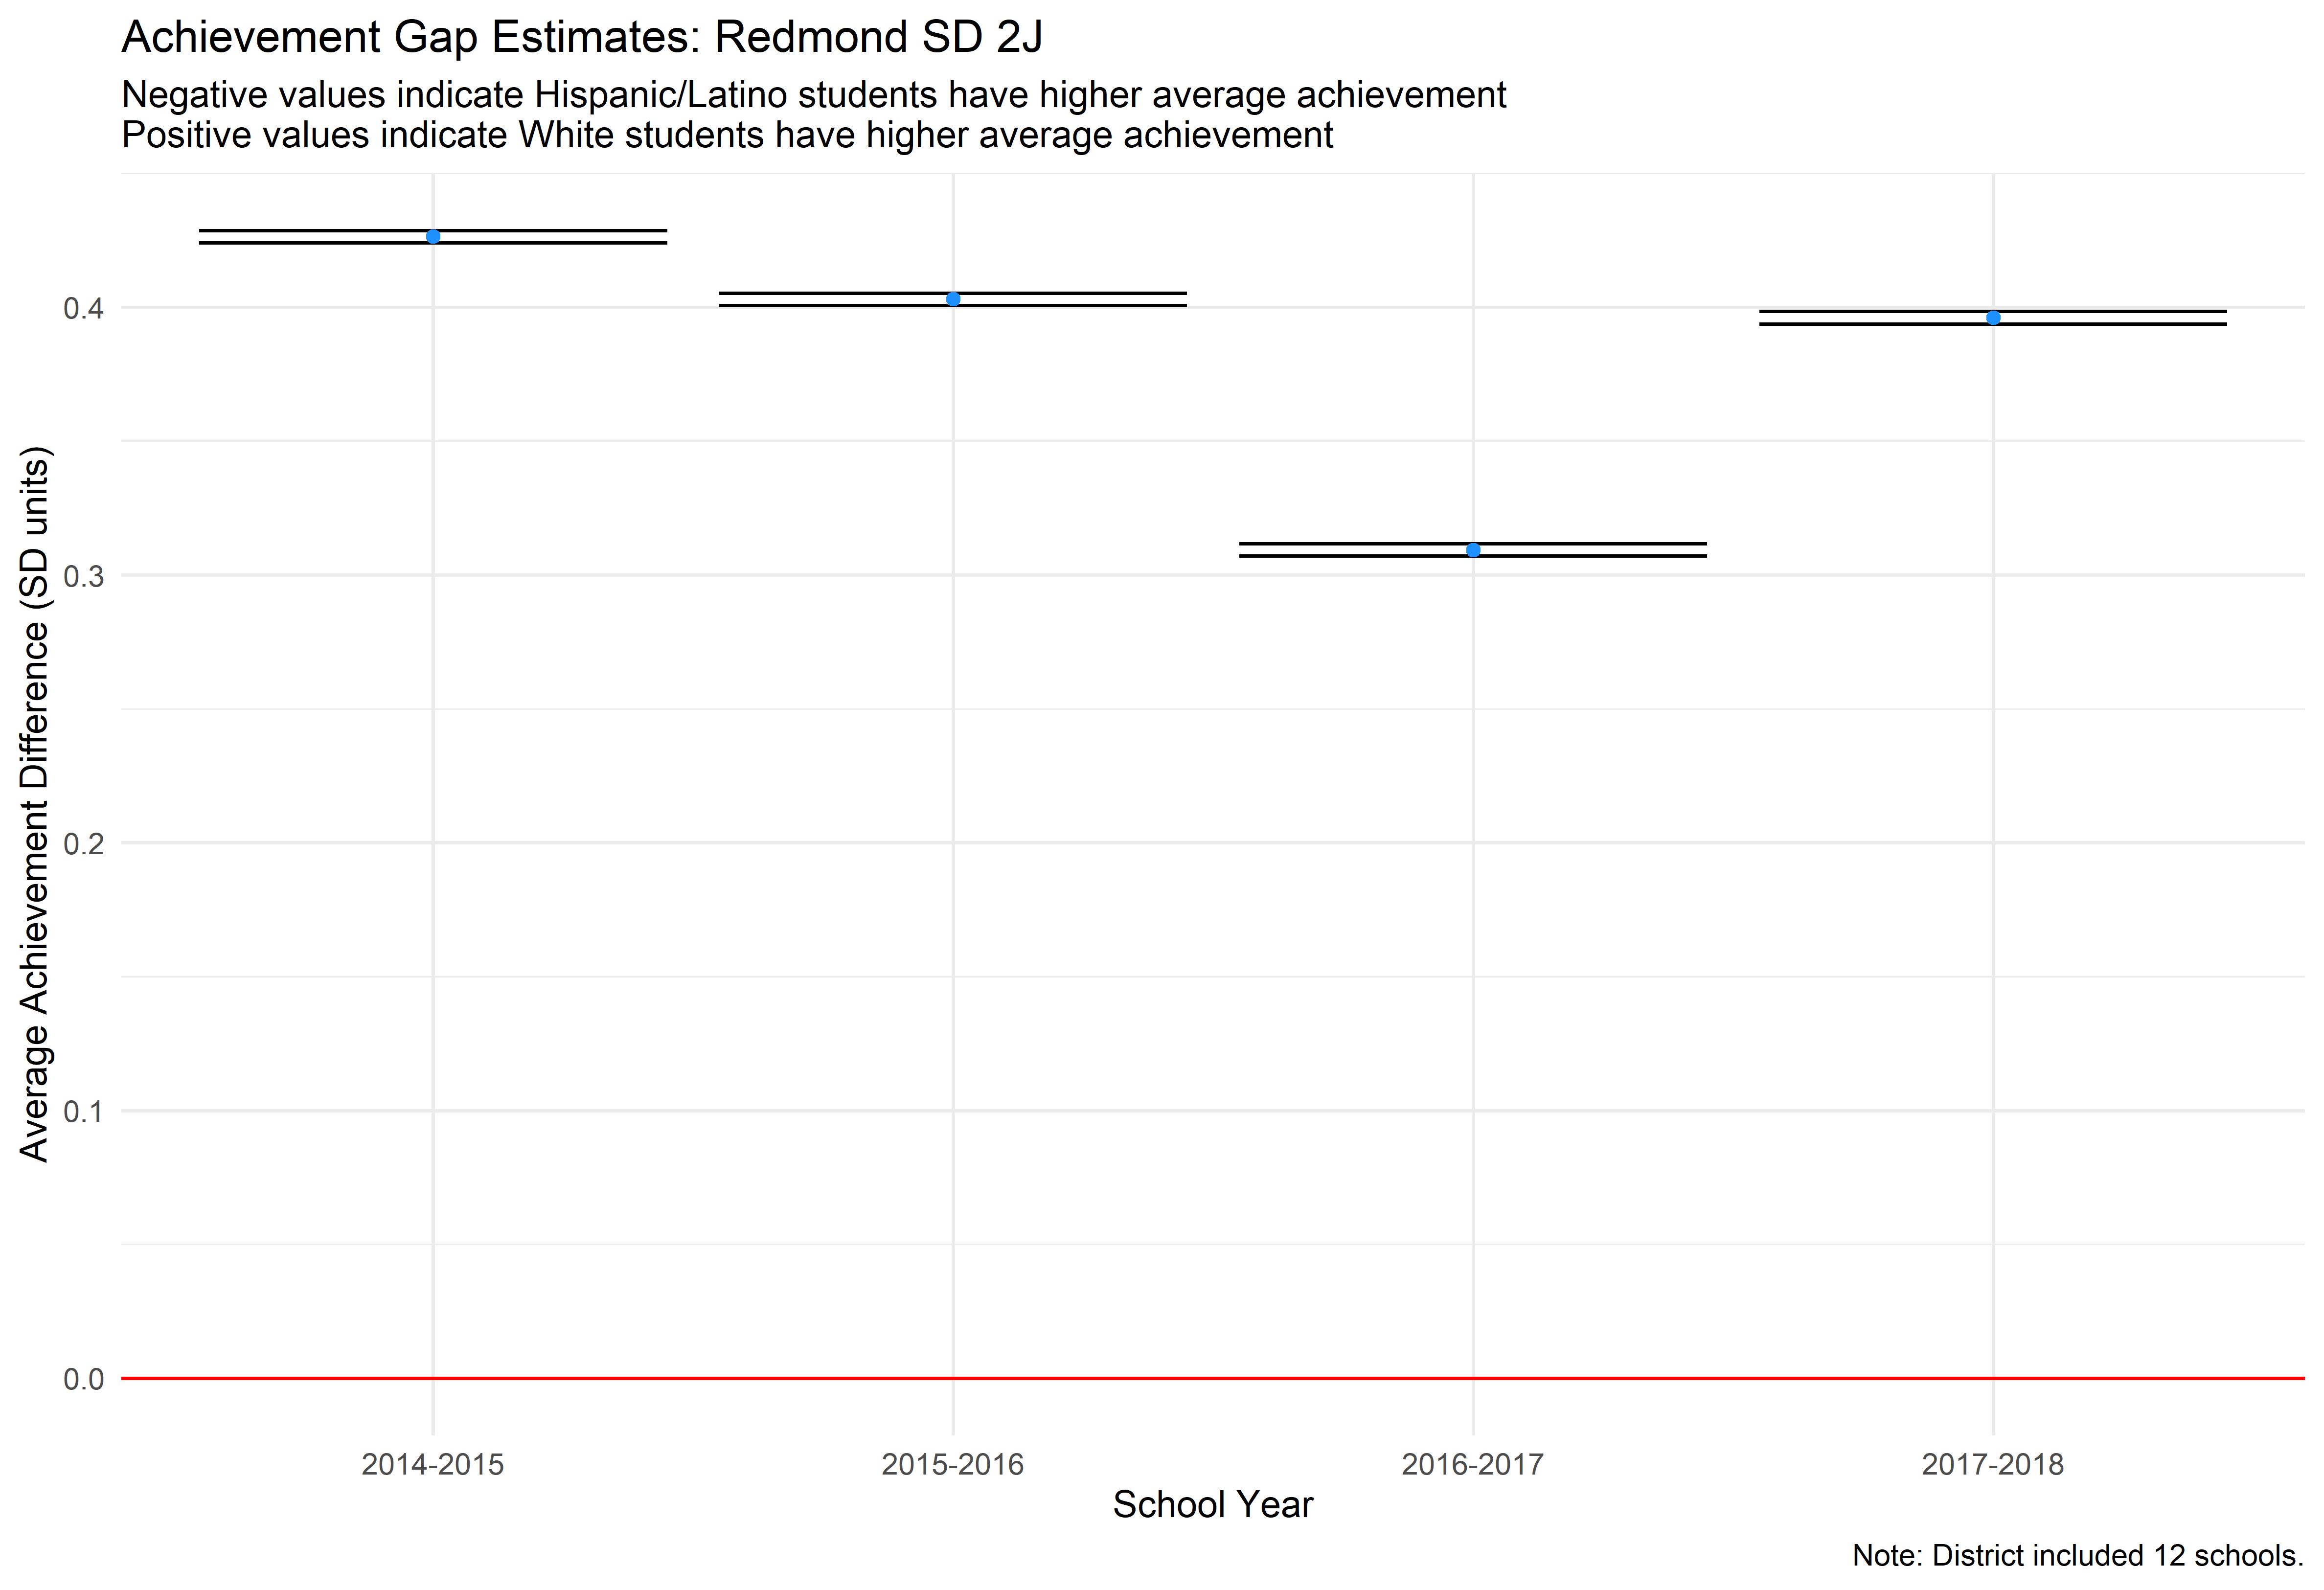 Achievement Gap Estimates: Redmond SD 2J
Negative values indicate Hispanic/Latino students have higher average achievement
Positive values indicate White students have higher average achievement
Average Achievement Difference (SD units)
0.4
0.3
0.2
0.1
0.0
2014-2015
2015-2016
2016-2017
2017-2018
School Year
Note: District included 12 schools.